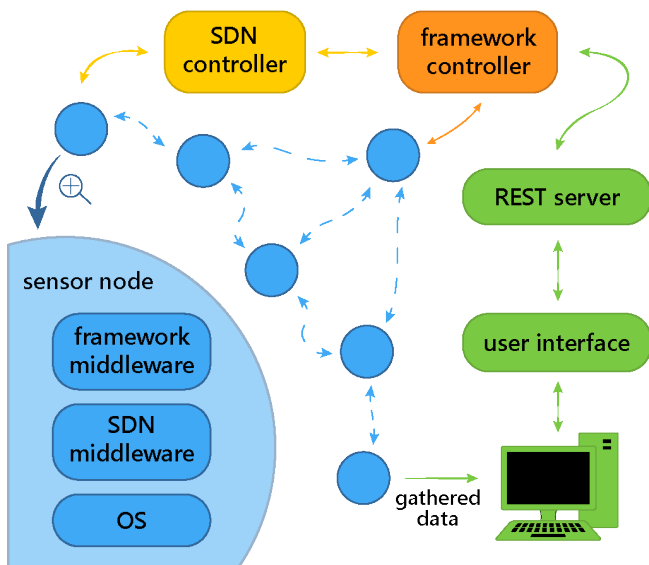 SDN
controller
framework
controller
REST server
sensor node
framework
middleware
user interface
SDN
middleware
OS
gathered
data